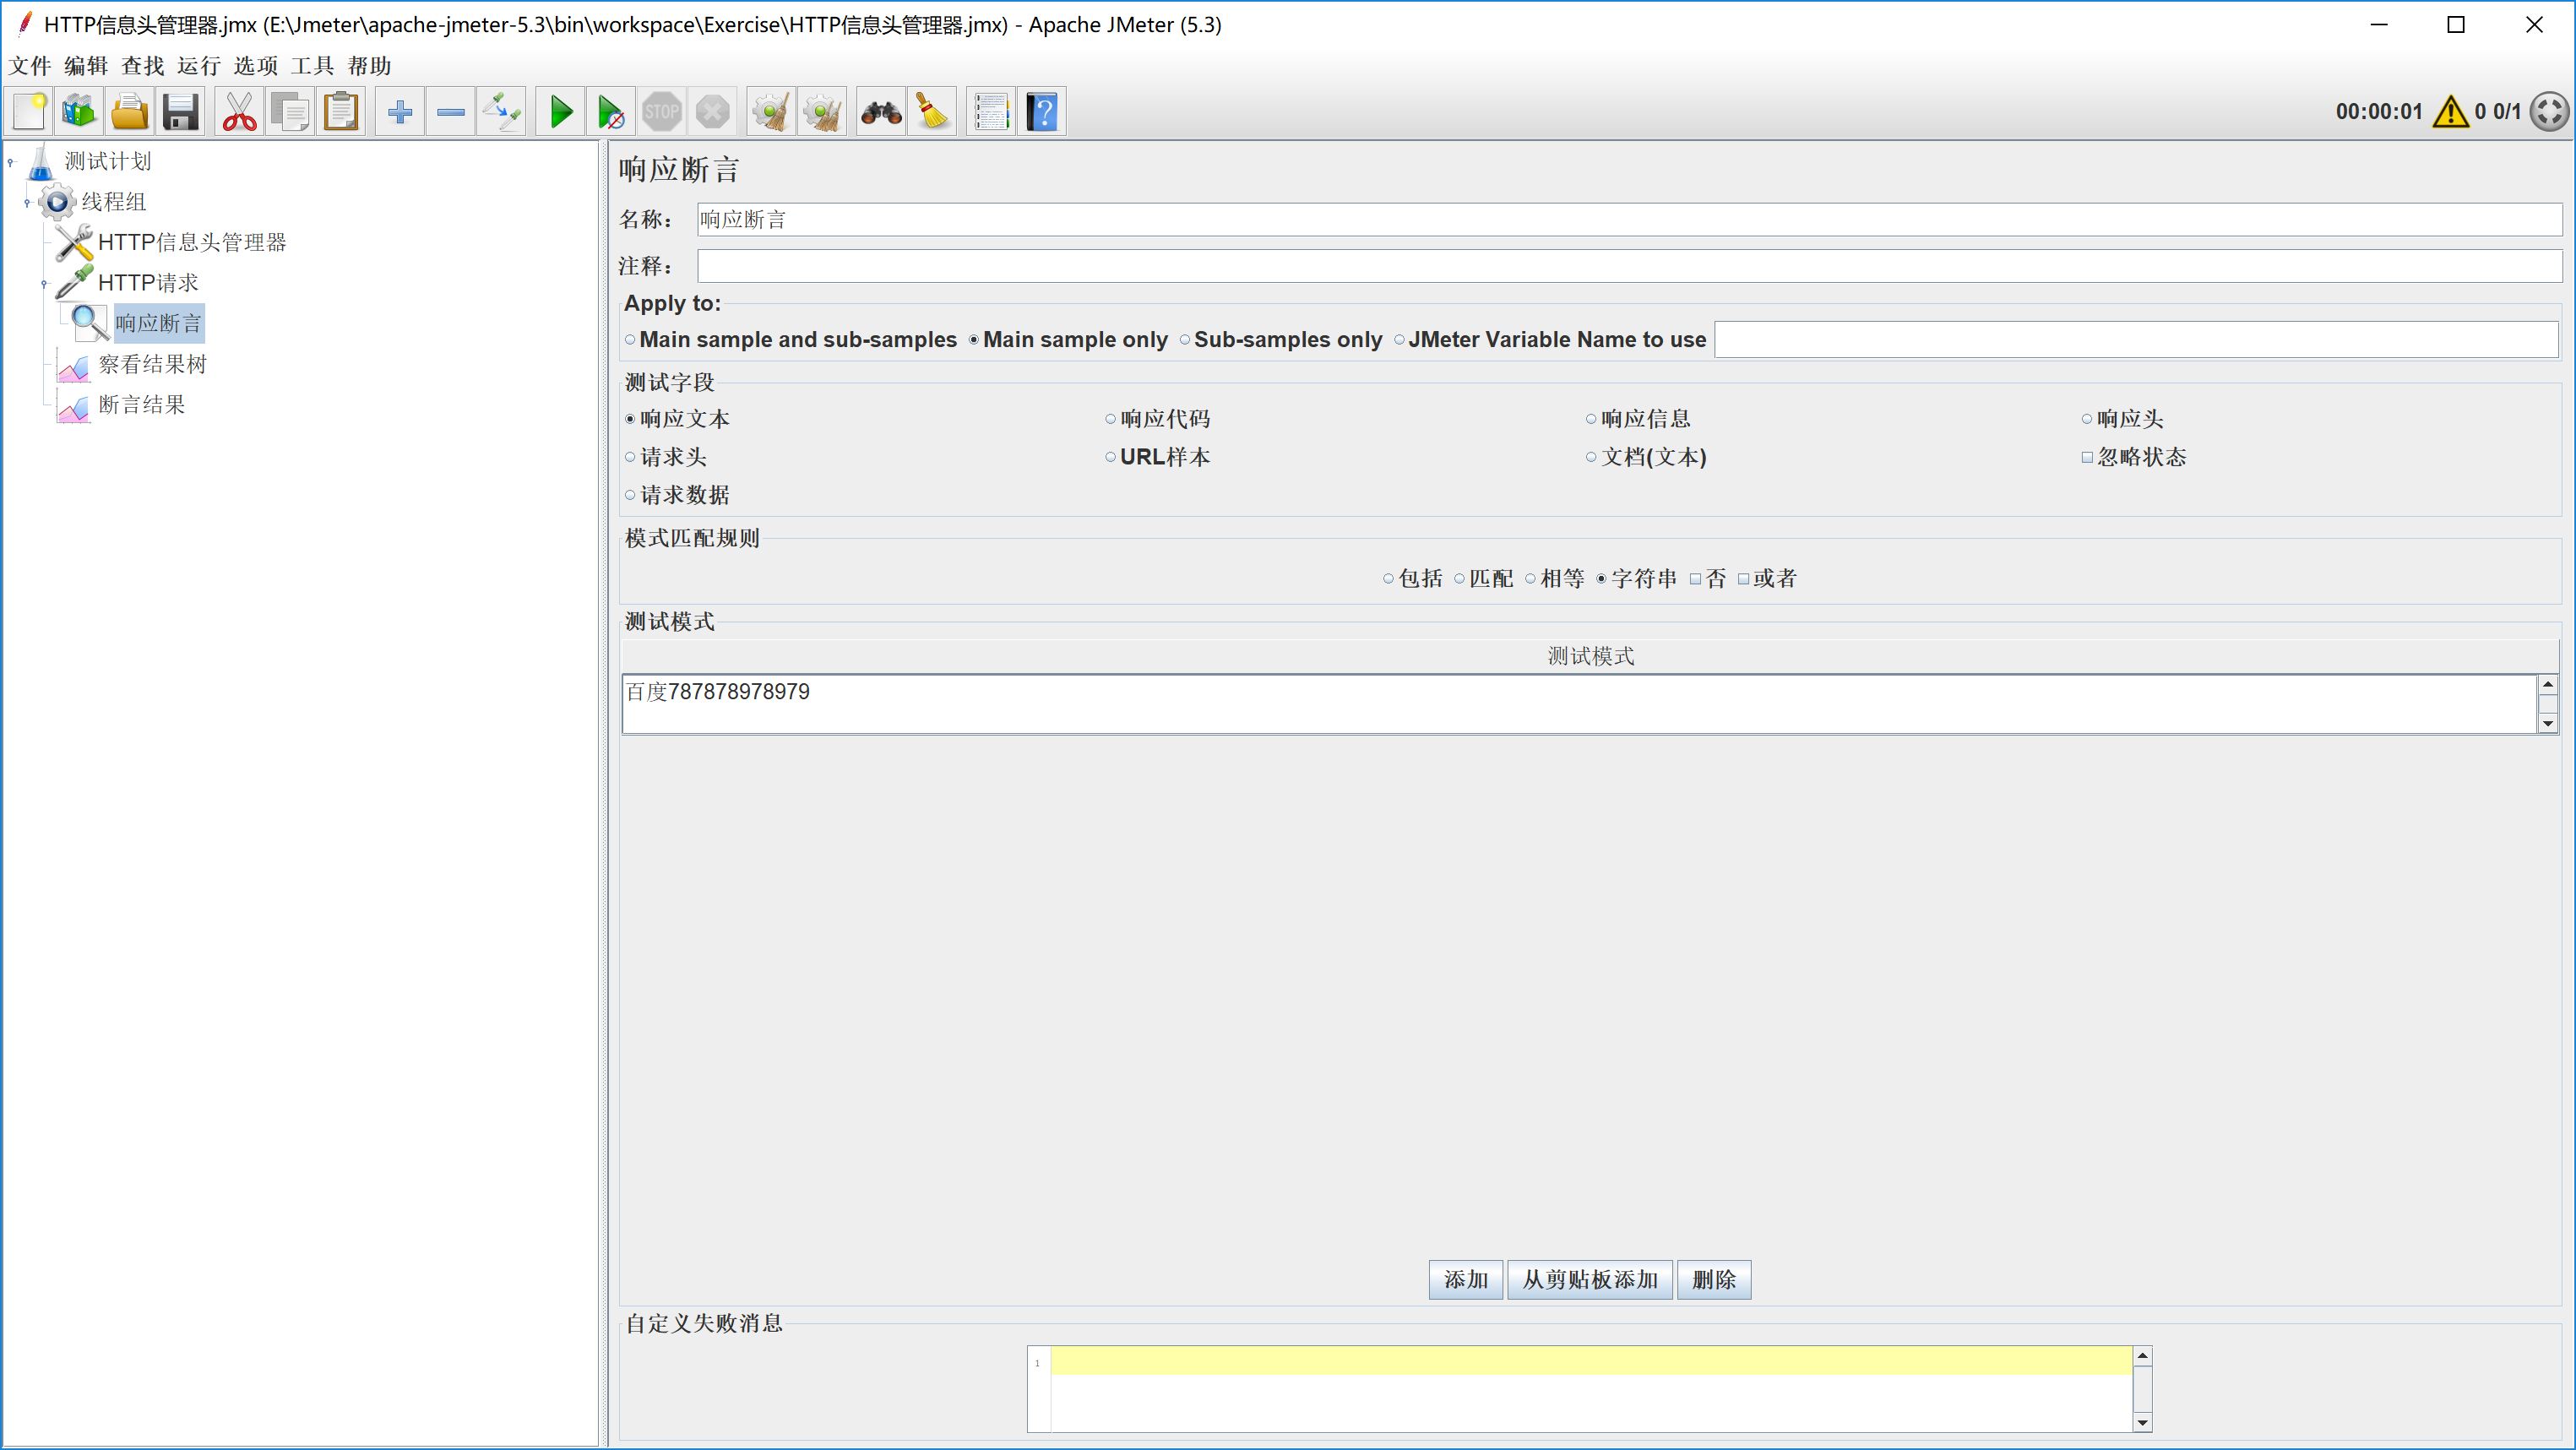 HTTP信息头管理器.jmx (E:\Jmeter\apache-jmeter-5.3\bin\workspace\Exercise\HTTP信息头管理器.jmx) - Apache JMeter (5.3)
文件 编辑 查找 运行 选项 工具 帮助
STOP
00:00:01 0 0/1
测试计划
线程组
HTTP信息头管理器
HTTP请求
响应断言
察看结果树
断言结果
响应断言
名称： 响应断言
注释：
Apply to:
Main sample and sub-samples Main sample only Sub-samples only JMeter Variable Name to use
测试字段
响应文本 响应代码 响应信息 响应头
请求头 URL样本 文档(文本) 忽略状态
请求数据
模式匹配规则
包括 匹配 相等 字符串 否 或者
测试模式
测试模式
百度787878978979
添加 从剪贴板添加 删除
自定义失败消息
1